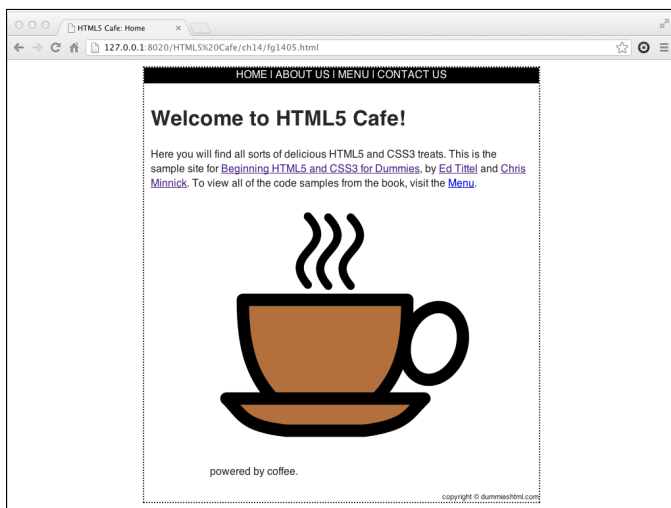 HTML5 Cafe: Home
127.0.0.1:8020/HTML5%20Cafe/ch14/fg1405.html
HOME | ABOUT US | MENU | CONTACT US
Welcome to HTML5 Cafe!
Here you will find all sorts of delicious HTML5 and CSS3 treats. This is the
sample site for Beginning HTML5 and CSS3 for Dummies, by Ed Tittel and Chris
Minnick. To view all of the code samples from the book, visit the Menu.
powered by coffee.
copyright © dummieshtml.com